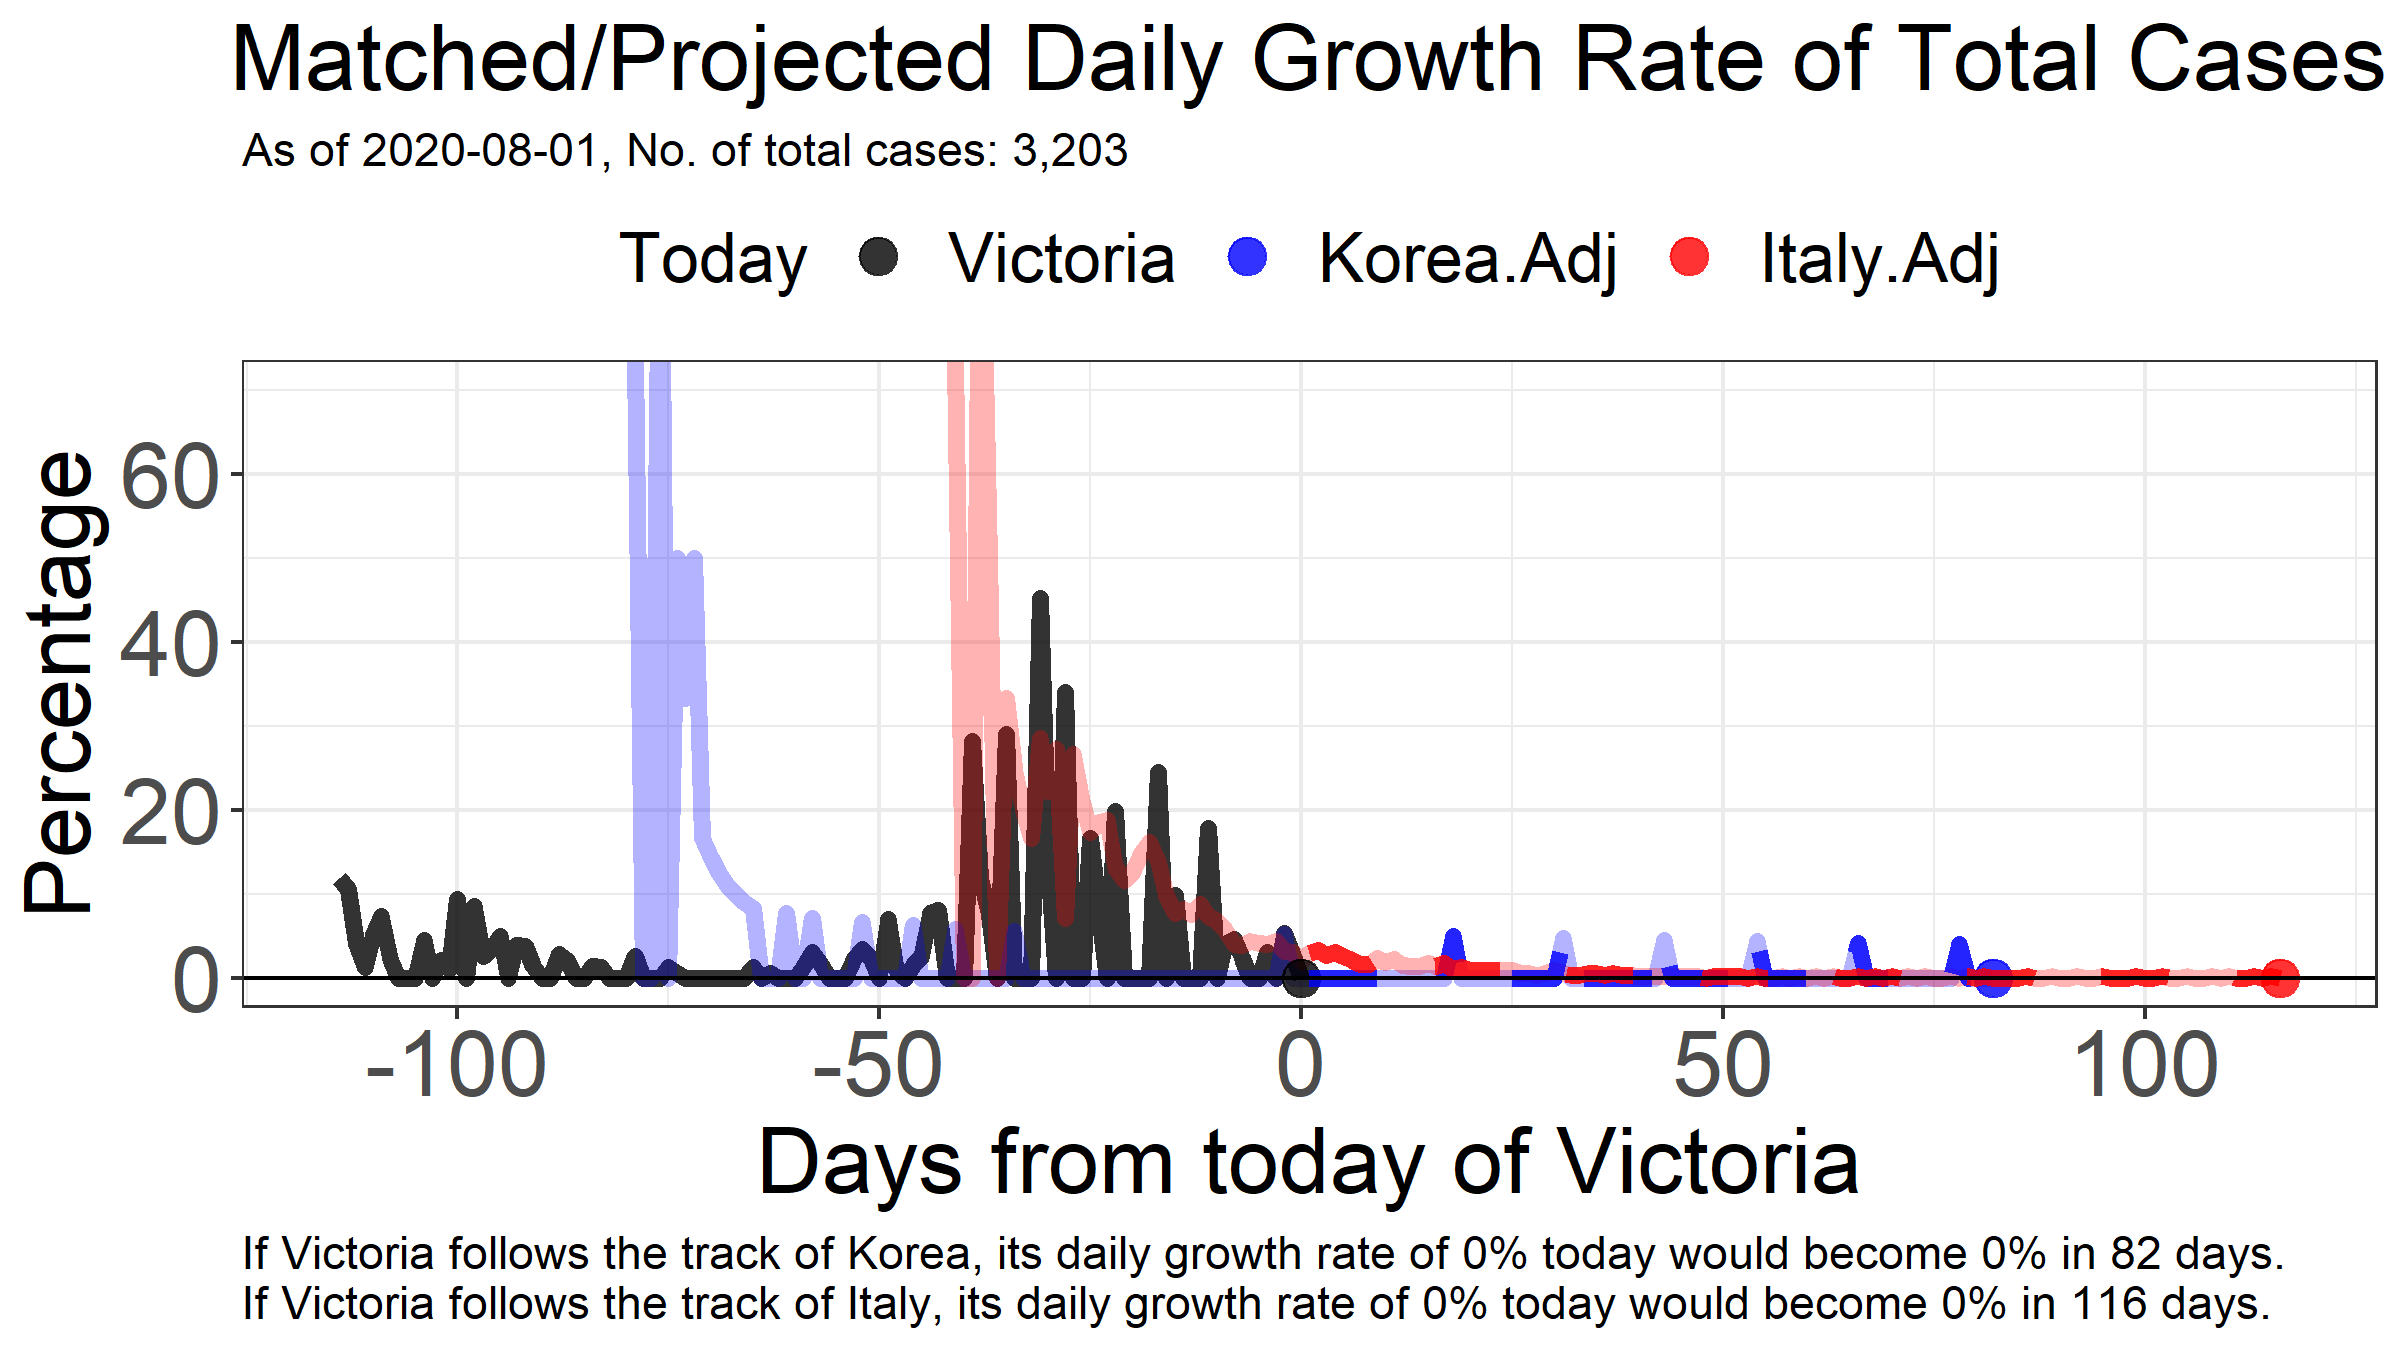 Matched/Projected Daily Growth Rate of Total Cases
As of 2020-08-01, No. of total cases: 3,203
Today Victoria Korea.Adj Italy.Adj
Percentage
60
40
20
0
-100 -50 0 50 100
Days from today of Victoria
If Victoria follows the track of Korea, its daily growth rate of 0% today would become 0% in 82 days.
If Victoria follows the track of Italy, its daily growth rate of 0% today would become 0% in 116 days.